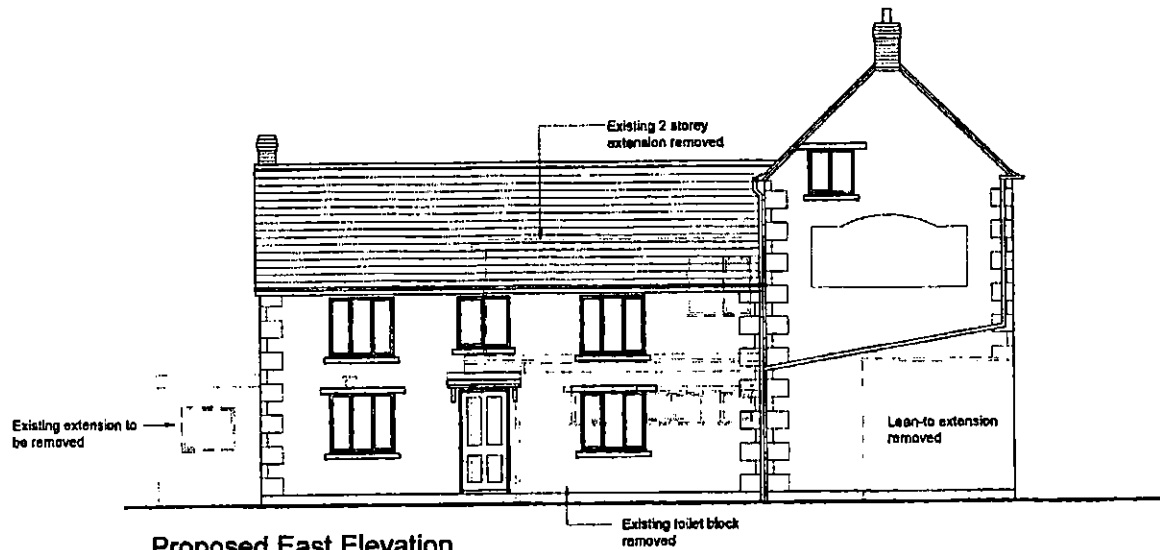 Existing 2 storey
extension removed
Existing extension to
be removed
Lean-to extension
removed
Existing toilet block
removed
Proposed East Elevation